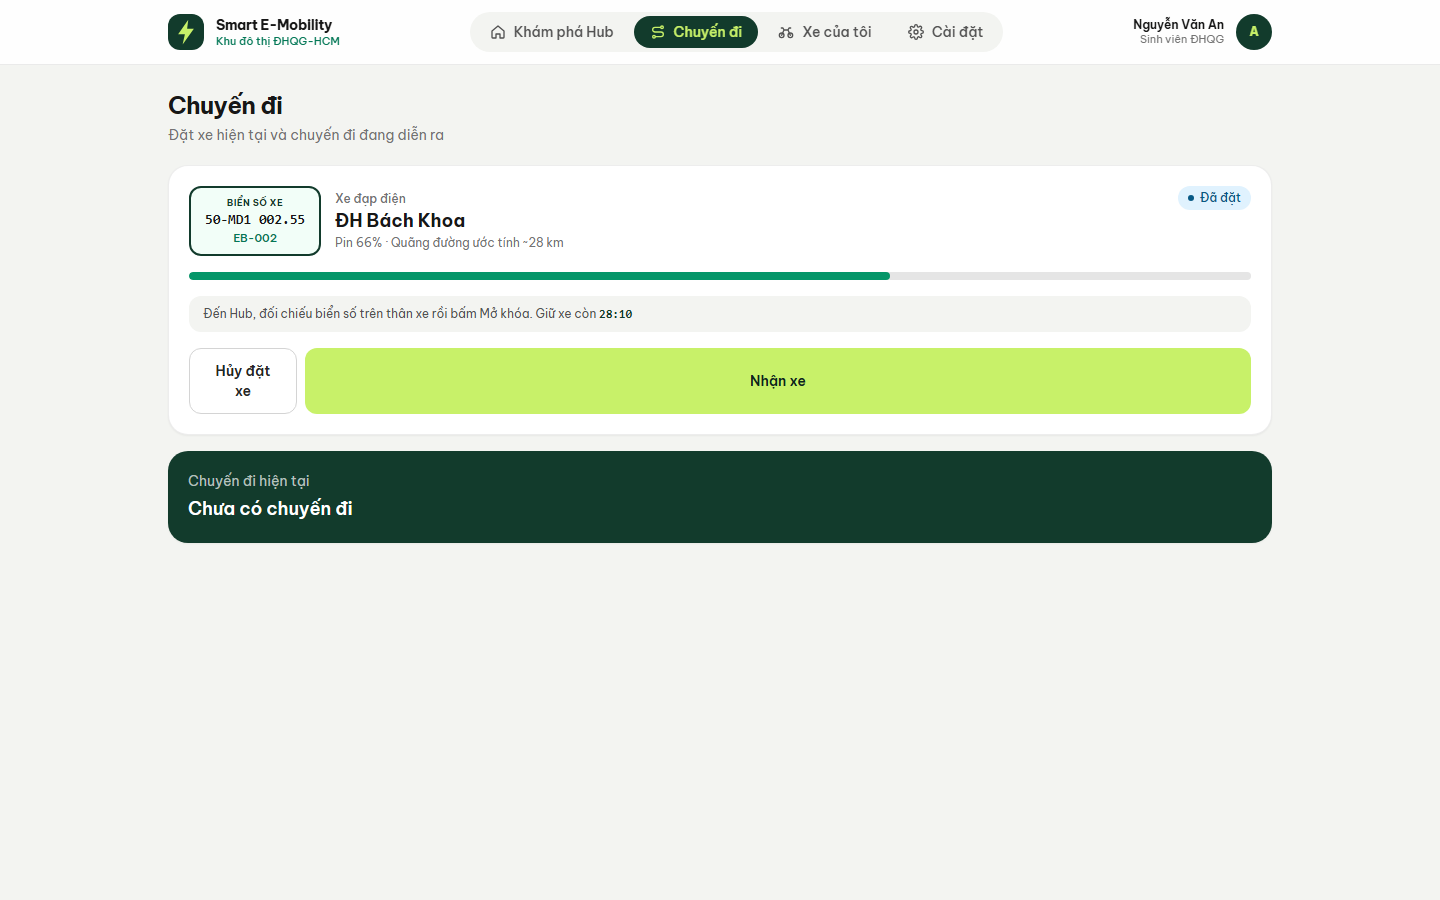 Smart E-Mobility
Khu đô thị ĐHQG-HCM
Khám phá Hub
Chuyến đi
Xe của tôi
Cài đặt
Nguyễn Văn An
Sinh viên ĐHQG
A
Chuyến đi
Đặt xe hiện tại và chuyến đi đang diễn ra
BIỂN SỐ XE
50-MD1 002.55
EB-002
Xe đạp điện
ĐH Bách Khoa
Pin 66% · Quãng đường ước tính ~28 km
Đã đặt
Đến Hub, đối chiếu biển số trên thân xe rồi bấm Mở khóa. Giữ xe còn 28:10
Hủy đặt
xe
Nhận xe
Chuyến đi hiện tại
Chưa có chuyến đi